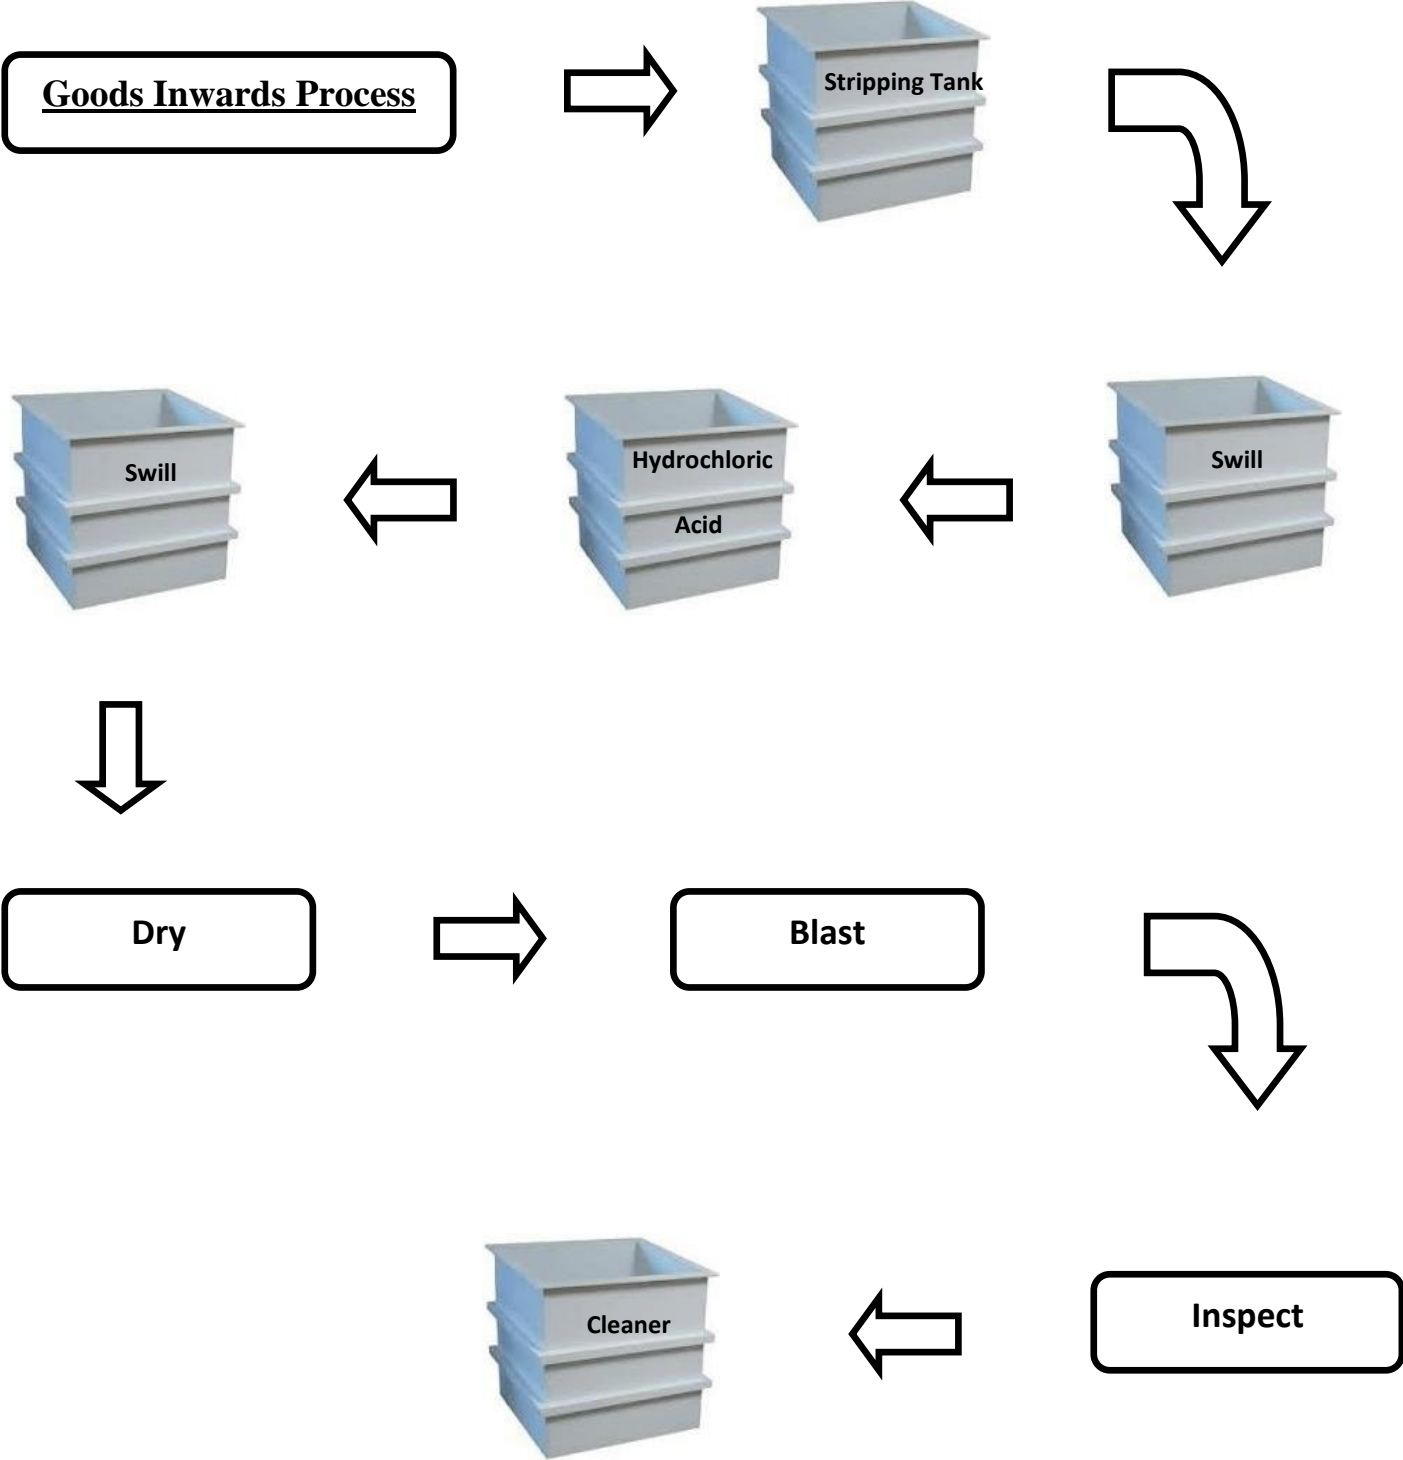 Goods Inwards Process
Stripping Tank
Swill
Hydrochloric
Acid
Swill
Dry
Blast
Inspect
Cleaner